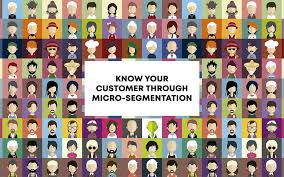 KNOW YOUR
CUSTOMER THROUGH
MICRO-SEGMENTATION